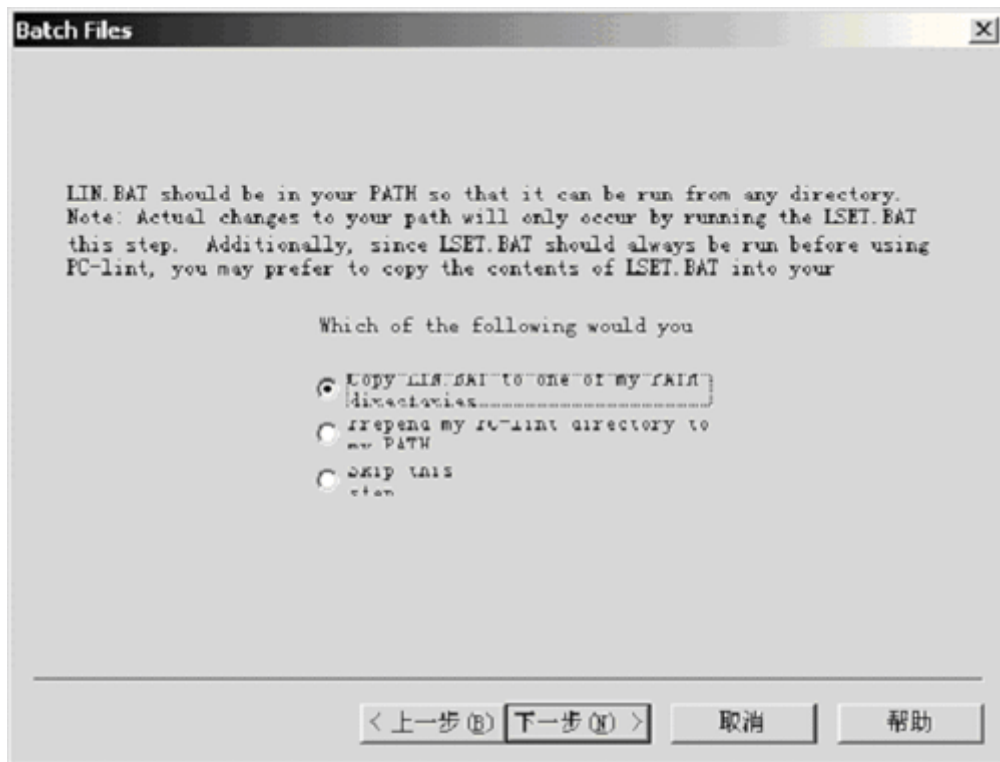 Batch Files
LIN.BAT should be in your PATH so that it can be run from any directory.
Note: Actual changes to your path will only occur by running the LSET.BAT
this step.  Additionally, since LSET.BAT should always be run before using
PC-lint, you may prefer to copy the contents of LSET.BAT into your
Which of the following would you
Copy LIN.BAT to one of my PATH
directories
Prepend my PC-lint directory to
my PATH
Skip this
step
< 上一步(B)
下一步(N) >
取消
帮助